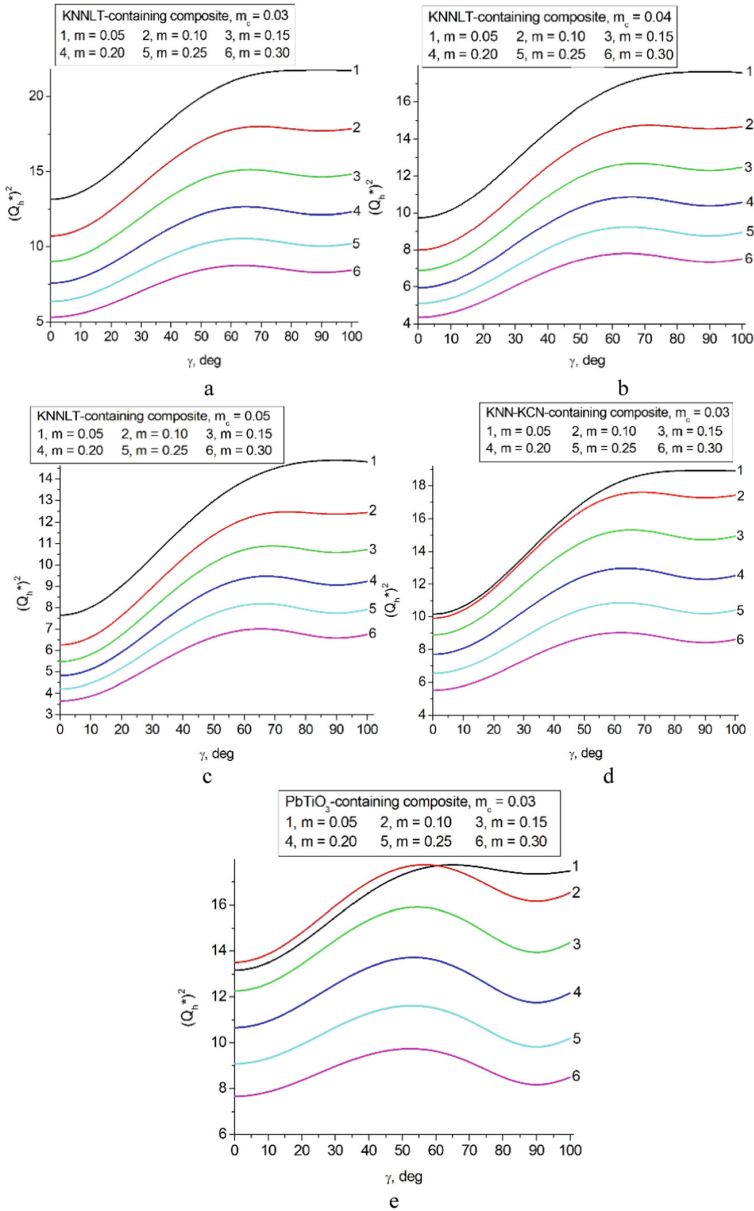 KNNLT-containing composite, m_c = 0.03
1, m = 0.05 2, m = 0.10 3, m = 0.15
4, m = 0.20 5, m = 0.25 6, m = 0.30
(Q_h*)^2
20
15
10
5
0 10 20 30 40 50 60 70 80 90 100
γ, deg
1
2
3
4
5
6
a
KNNLT-containing composite, m_c = 0.04
1, m = 0.05 2, m = 0.10 3, m = 0.15
4, m = 0.20 5, m = 0.25 6, m = 0.30
(Q_h*)^2
16
14
12
10
8
6
4
0 10 20 30 40 50 60 70 80 90 100
γ, deg
1
2
3
4
5
6
b
KNNLT-containing composite, m_c = 0.05
1, m = 0.05 2, m = 0.10 3, m = 0.15
4, m = 0.20 5, m = 0.25 6, m = 0.30
(Q_h*)^2
14
13
12
11
10
9
8
7
6
5
4
3
0 10 20 30 40 50 60 70 80 90 100
γ, deg
1
2
3
4
5
6
c
KNN-KCN-containing composite, m_c = 0.03
1, m = 0.05 2, m = 0.10 3, m = 0.15
4, m = 0.20 5, m = 0.25 6, m = 0.30
(Q_h*)^2
18
16
14
12
10
8
6
4
0 10 20 30 40 50 60 70 80 90 100
γ, deg
1
2
3
4
5
6
d
PbTiO_3-containing composite, m_c = 0.03
1, m = 0.05 2, m = 0.10 3, m = 0.15
4, m = 0.20 5, m = 0.25 6, m = 0.30
(Q_h*)^2
16
14
12
10
8
6
0 10 20 30 40 50 60 70 80 90 100
γ, deg
1
2
3
4
5
6
e